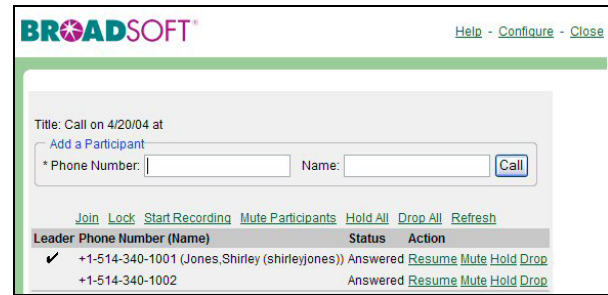 BROADSOFT
Help - Configure - Close
Title: Call on 4/20/04 at
Add a Participant
* Phone Number: Name: Call
Join Lock Start Recording Mute Participants Hold All Drop All Refresh
Leader Phone Number (Name) Status Action
✔ +1-514-340-1001 (Jones,Shirley (shirleyjones)) Answered Resume Mute Hold Drop
+1-514-340-1002 Answered Resume Mute Hold Drop